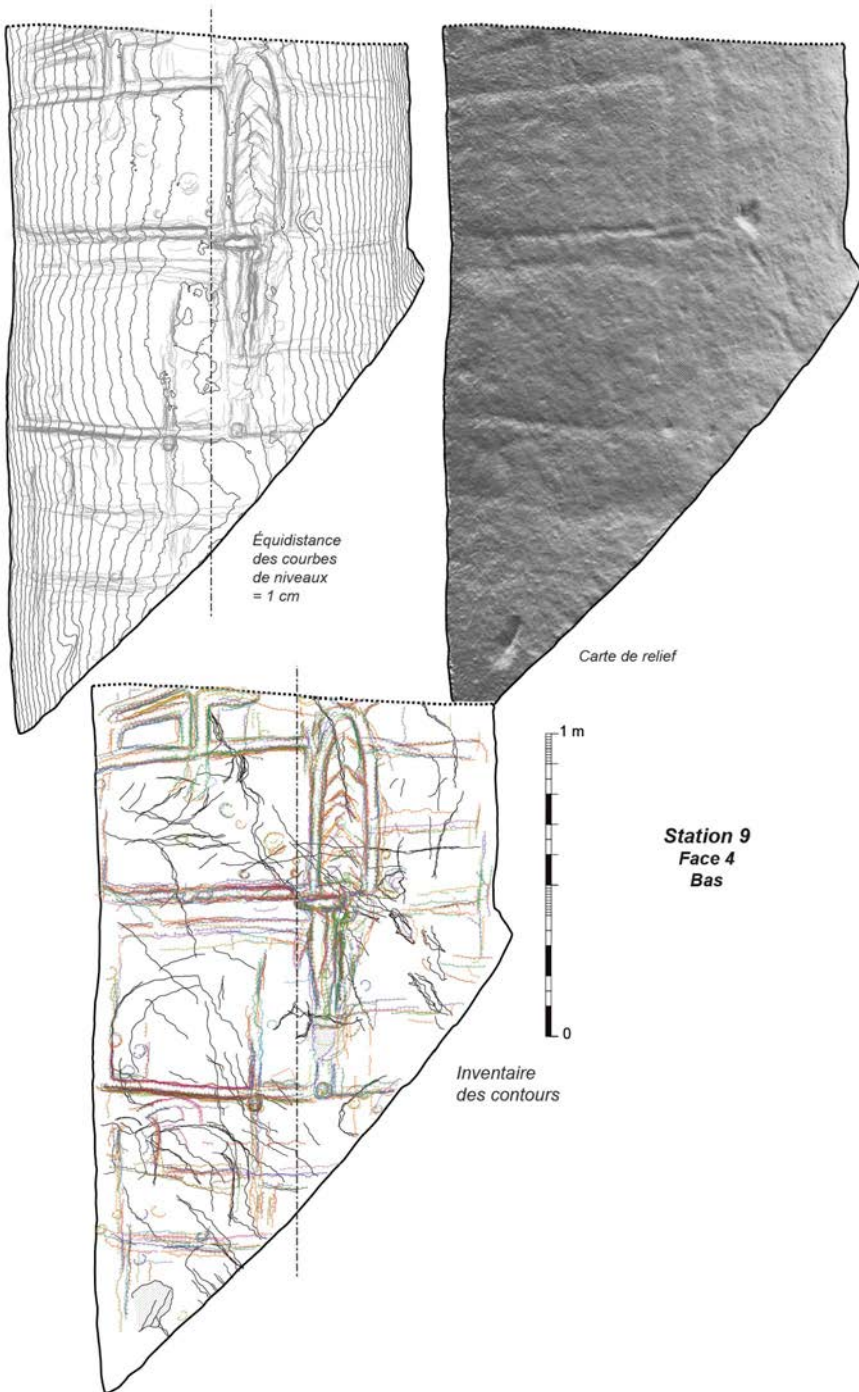 Équidistance
des courbes
de niveaux
= 1 cm
Carte de relief
1 m
0
Station 9
Face 4
Bas
Inventaire
des contours